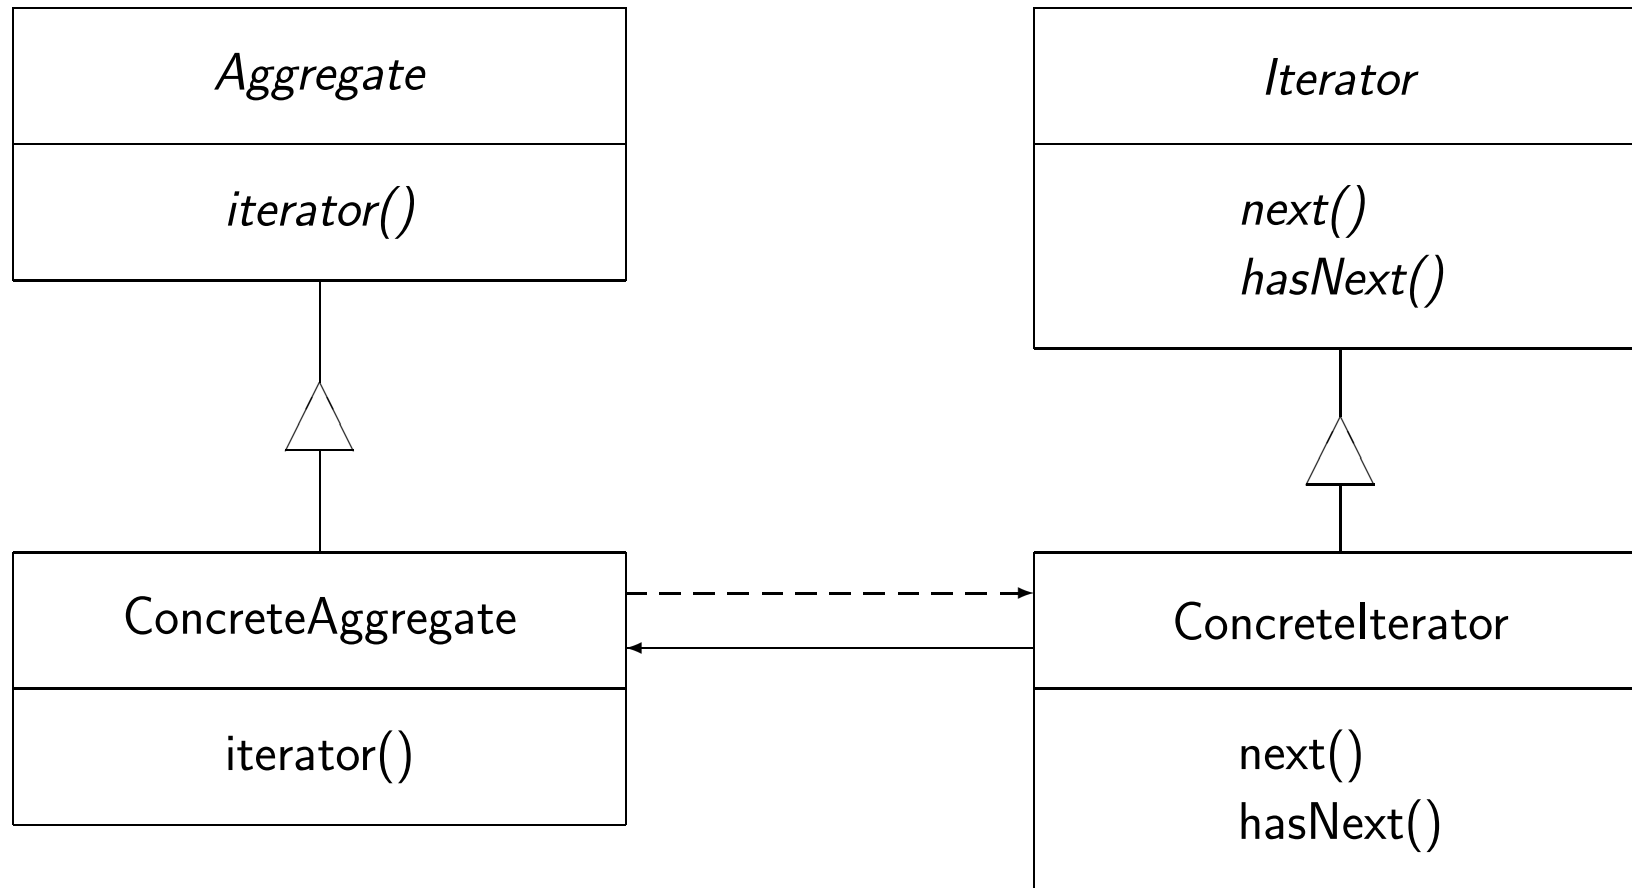 Aggregate
iterator()
Iterator
next()
hasNext()
ConcreteAggregate
iterator()
ConcreteIterator
next()
hasNext()